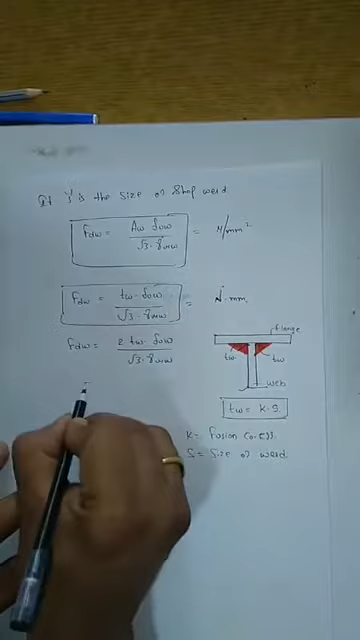 If 'S' is the size of shop weld
Fdw = Aw fuw / √3 · γmw = N/mm²
Fdw = tw · fuw / √3 · γmw = N · mm
Fdw = 2 tw · fuw / √3 · γmw
flange
tw tw
web
tw = K·S
K = Fusion Co-eff.
S = Size of weld